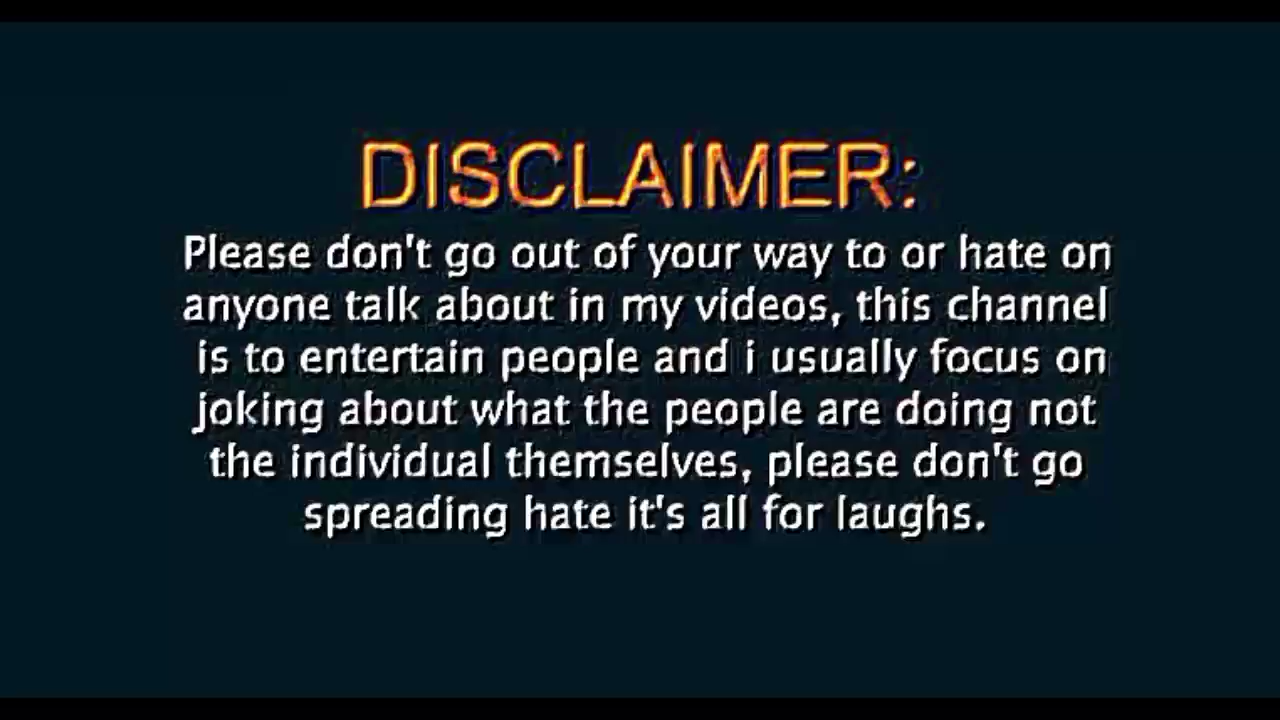 DISCLAIMER:
Please don't go out of your way to or hate on
anyone talk about in my videos, this channel
is to entertain people and i usually focus on
joking about what the people are doing not
the individual themselves, please don't go
spreading hate it's all for laughs.